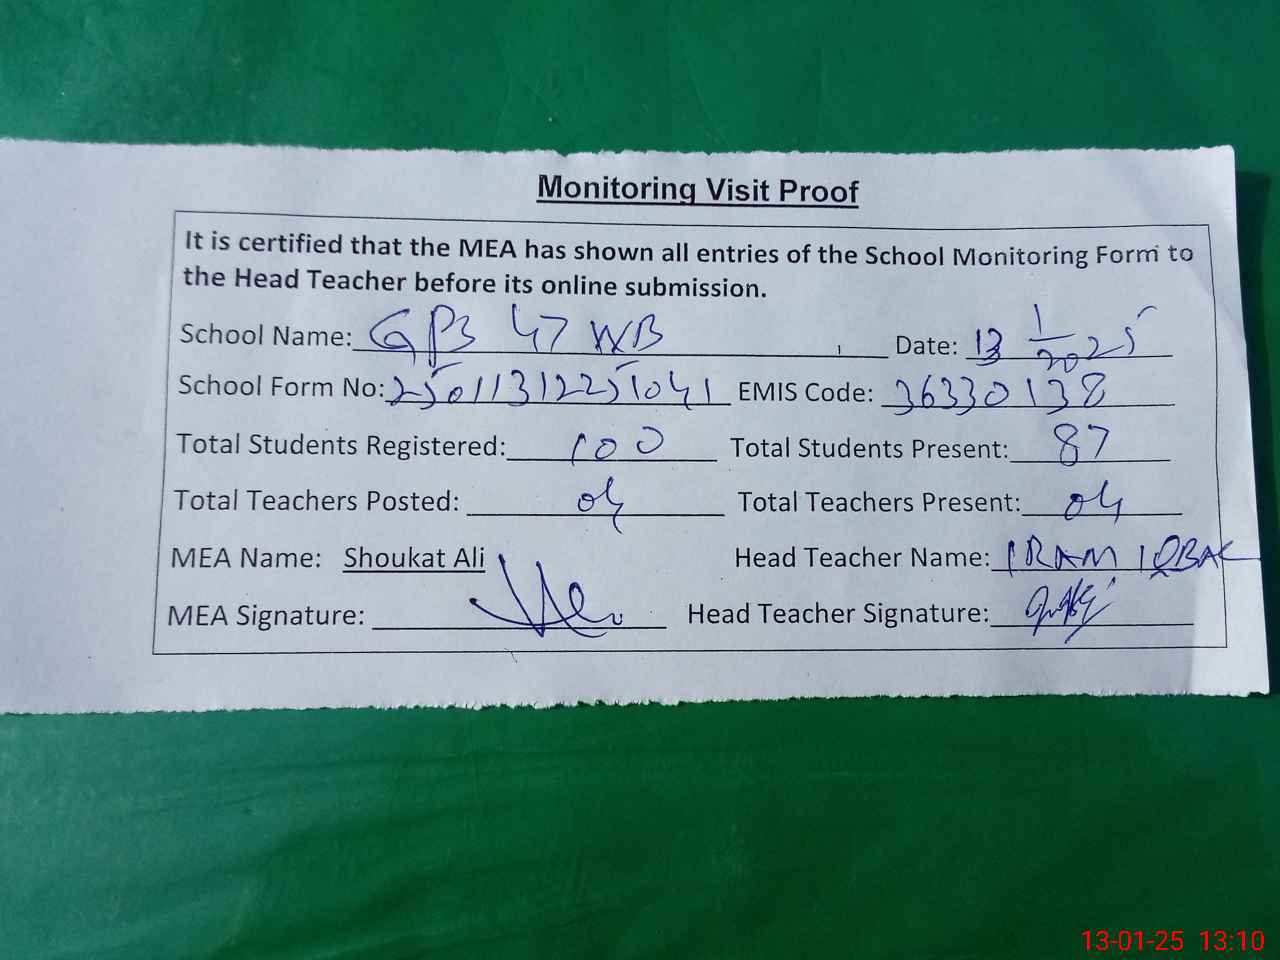 Monitoring Visit Proof
It is certified that the MEA has shown all entries of the School Monitoring Form to
the Head Teacher before its online submission.
School Name: GPS 47 WB Date: 13/1/2025
School Form No: 25011312251041 EMIS Code: 36330138
Total Students Registered: 100 Total Students Present: 87
Total Teachers Posted: 04 Total Teachers Present: 04
MEA Name: Shoukat Ali Head Teacher Name: IRAM IQBAL
MEA Signature: Head Teacher Signature:
13-01-25 13:10